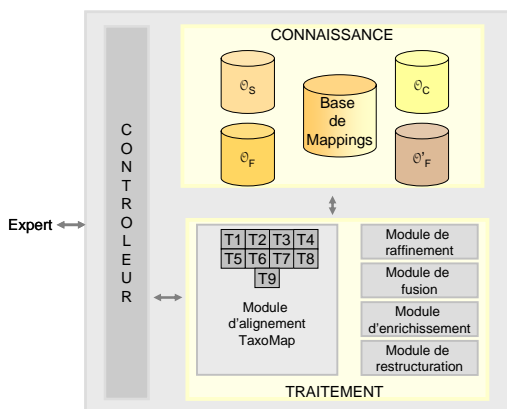 CONNAISSANCE
O_S
O_C
Base
de
Mappings
O_F
O'_F
CONTROLEUR
Expert
T1 T2 T3 T4
T5 T6 T7 T8
T9
Module
d'alignement
TaxoMap
Module de
raffinement
Module de
fusion
Module
d'enrichissement
Module de
restructuration
TRAITEMENT